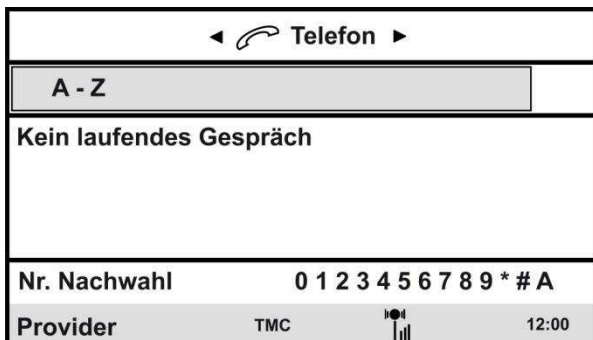 Telefon
A - Z
Kein laufendes Gespräch
Nr. Nachwahl 0 1 2 3 4 5 6 7 8 9 * # A
Provider TMC 12:00